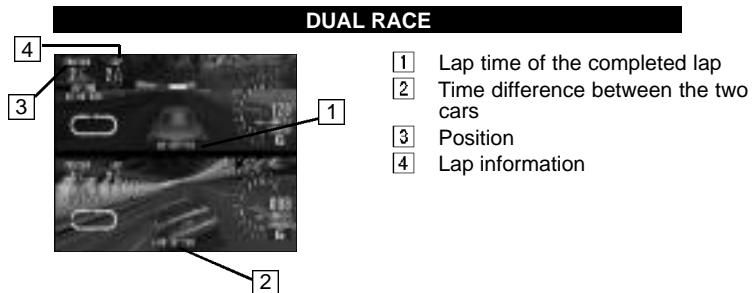 DUAL RACE
4
3
1
2
1 Lap time of the completed lap
2 Time difference between the two
cars
3 Position
4 Lap information